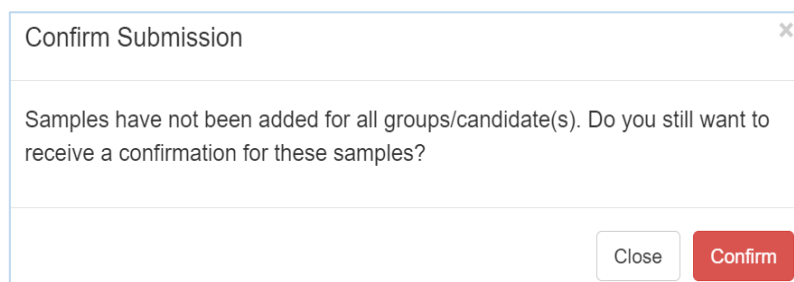 Confirm Submission
×
Samples have not been added for all groups/candidate(s). Do you still want to
receive a confirmation for these samples?
Close
Confirm